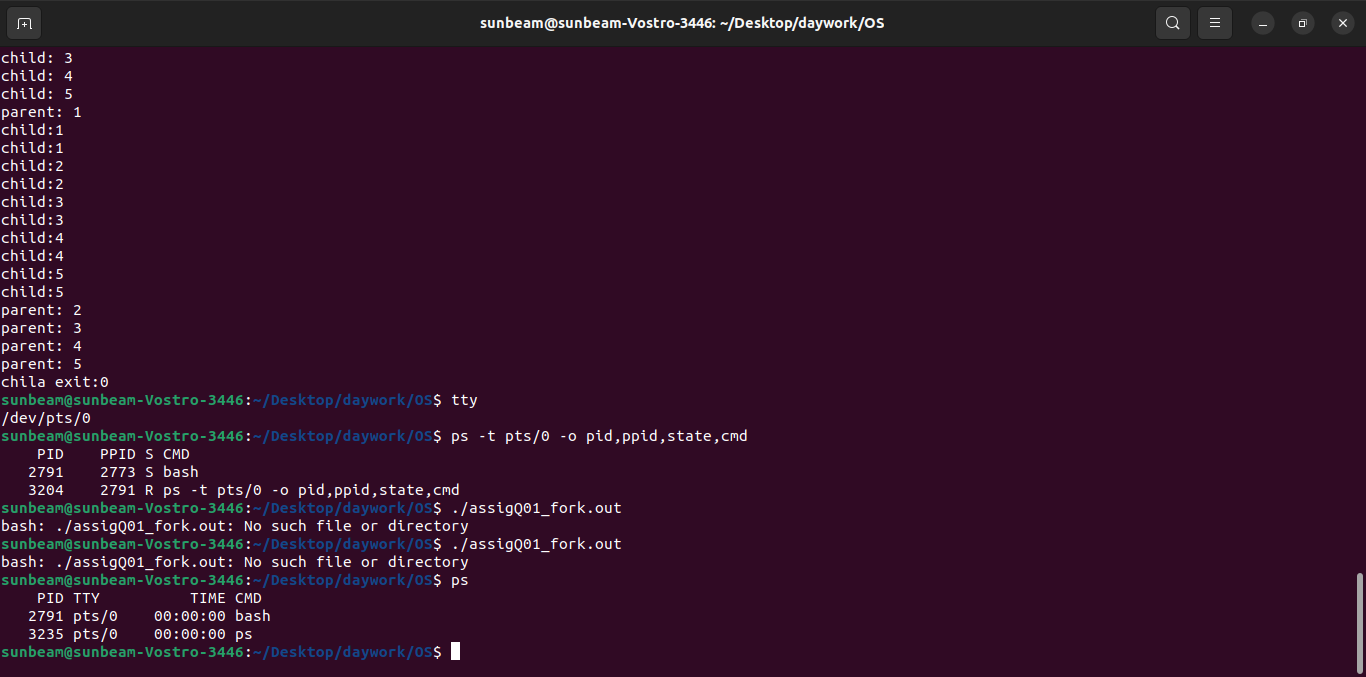 sunbeam@sunbeam-Vostro-3446: ~/Desktop/daywork/OS
child: 3
child: 4
child: 5
parent: 1
child:1
child:1
child:2
child:2
child:3
child:3
child:4
child:4
child:5
child:5
parent: 2
parent: 3
parent: 4
parent: 5
chila exit:0
sunbeam@sunbeam-Vostro-3446:~/Desktop/daywork/OS$ tty
/dev/pts/0
sunbeam@sunbeam-Vostro-3446:~/Desktop/daywork/OS$ ps -t pts/0 -o pid,ppid,state,cmd
    PID    PPID S CMD
   2791    2773 S bash
   3204    2791 R ps -t pts/0 -o pid,ppid,state,cmd
sunbeam@sunbeam-Vostro-3446:~/Desktop/daywork/OS$ ./assigQ01_fork.out
bash: ./assigQ01_fork.out: No such file or directory
sunbeam@sunbeam-Vostro-3446:~/Desktop/daywork/OS$ ./assigQ01_fork.out
bash: ./assigQ01_fork.out: No such file or directory
sunbeam@sunbeam-Vostro-3446:~/Desktop/daywork/OS$ ps
    PID TTY          TIME CMD
   2791 pts/0    00:00:00 bash
   3235 pts/0    00:00:00 ps
sunbeam@sunbeam-Vostro-3446:~/Desktop/daywork/OS$